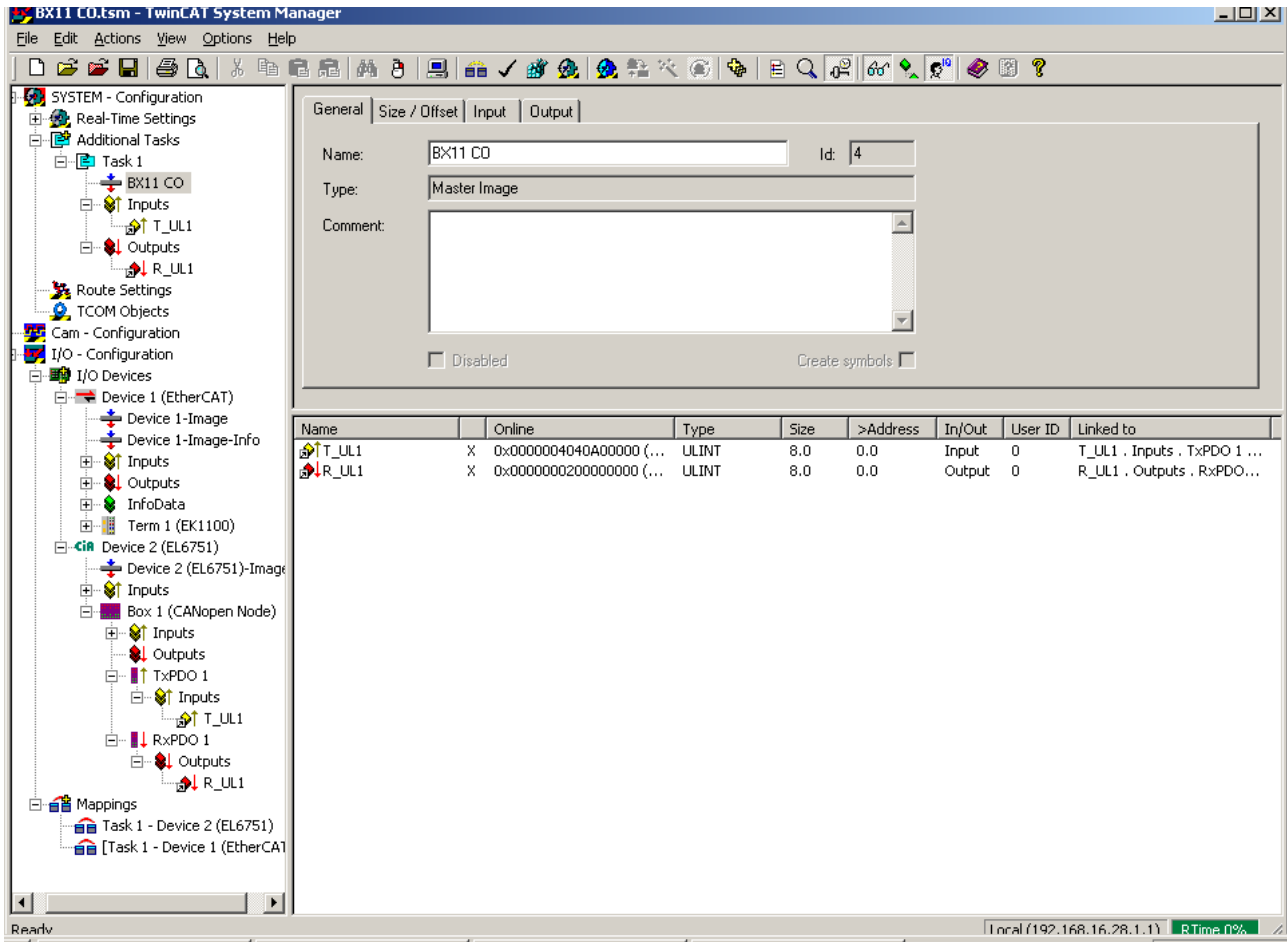 BX11 CO.tsm - TwinCAT System Manager
File Edit Actions View Options Help
SYSTEM - Configuration
Real-Time Settings
Additional Tasks
Task 1
BX11 CO
Inputs
T_UL1
Outputs
R_UL1
Route Settings
TCOM Objects
Cam - Configuration
I/O - Configuration
I/O Devices
Device 1 (EtherCAT)
Device 1-Image
Device 1-Image-Info
Inputs
Outputs
InfoData
Term 1 (EK1100)
CiA Device 2 (EL6751)
Device 2 (EL6751)-Image
Inputs
Box 1 (CANopen Node)
Inputs
Outputs
TxPDO 1
Inputs
T_UL1
RxPDO 1
Outputs
R_UL1
Mappings
Task 1 - Device 2 (EL6751)
[Task 1 - Device 1 (EtherCAT
General Size / Offset Input Output
Name: BX11 CO Id: 4
Type: Master Image
Comment:
Disabled Create symbols
Name Online Type Size >Address In/Out User ID Linked to
T_UL1 X 0x0000004040A00000 (... ULINT 8.0 0.0 Input 0 T_UL1 . Inputs . TxPDO 1 ...
R_UL1 X 0x0000000200000000 (... ULINT 8.0 0.0 Output 0 R_UL1 . Outputs . RxPDO...
Ready Local (192.168.16.28.1.1) RTime 0%